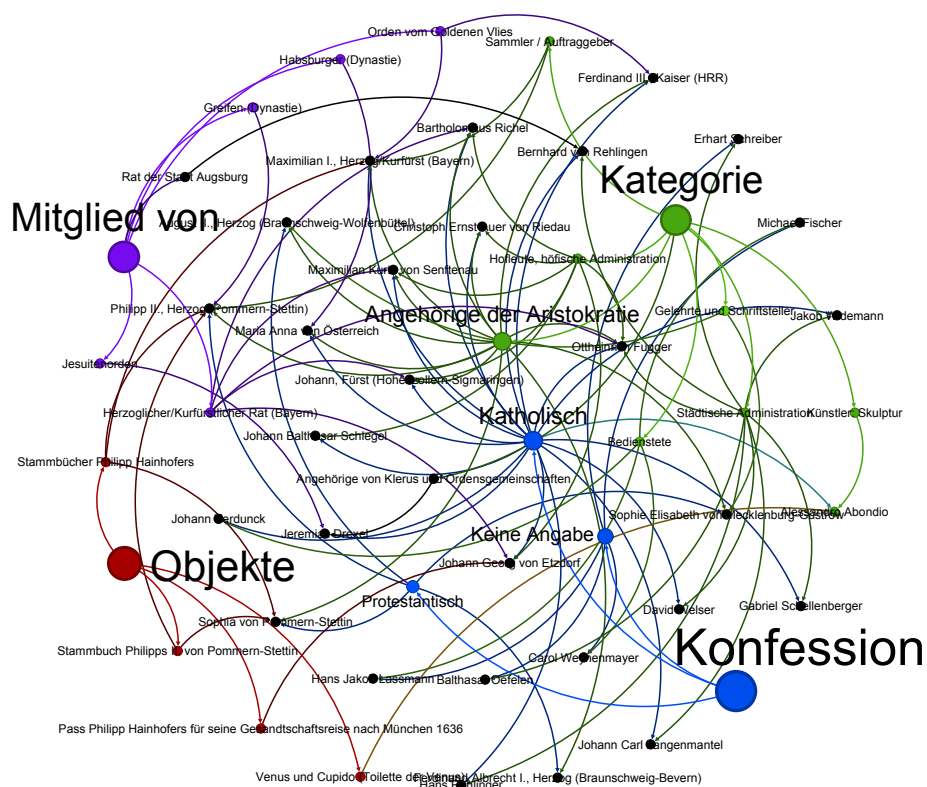 Orden vom Goldenen Vlies
Sammler / Auftraggeber
Habsburger (Dynastie)
Ferdinand III., Kaiser (HRR)
Greifen (Dynastie)
Bartholomäus Richel
Erhart Schreiber
Bernhard von Rehlingen
Maximilian I., Herzog/Kurfürst (Bayern)
Rat der Stadt Augsburg
Kategorie
Mitglied von
August II., Herzog (Braunschweig-Wolfenbüttel)
Christoph Ernst
von Riedau
Michael Fischer
Hofleute, höfische Administration
Maximilian Kurz von Senftenau
Philipp II., Herzog (Pommern-Stettin)
Angehörige der Aristokratie
Gelehrte und Schriftsteller
Jakob
Maria Anna von Österreich
Ottheinrich Fugger
Jesuitenorden
Johann, Fürst (Hohenzollern-Sigmaringen)
Herzoglicher/Kurfürstlicher Rat (Bayern)
Katholisch
Städtische Administration
Künstler: Skulptur
Johann Balthasar Schlegel
Bedienstete
Stammbücher Philipp Hainhofers
Angehörige von Klerus und Ordensgemeinschaften
Johann
Sophie Elisabeth von Mecklenburg-Güstrow
Alessandro Abondio
Jeremias Drexel
Keine Angabe
Objekte
Johann Georg von Etzdorf
Protestantisch
David Welser
Gabriel Schellenberger
Sophia von Pommern-Stettin
Stammbuch Philipps II. von Pommern-Stettin
Konfession
Carol
Hans Jakob Lassmann
Balthasar Oefelen
Pass Philipp Hainhofers für seine Gesandtschaftsreise nach München 1636
Johann Carl Langenmantel
Venus und Cupido (Toilette der Venus)
Ferdinand Albrecht I., Herzog (Braunschweig-Bevern)
Hans